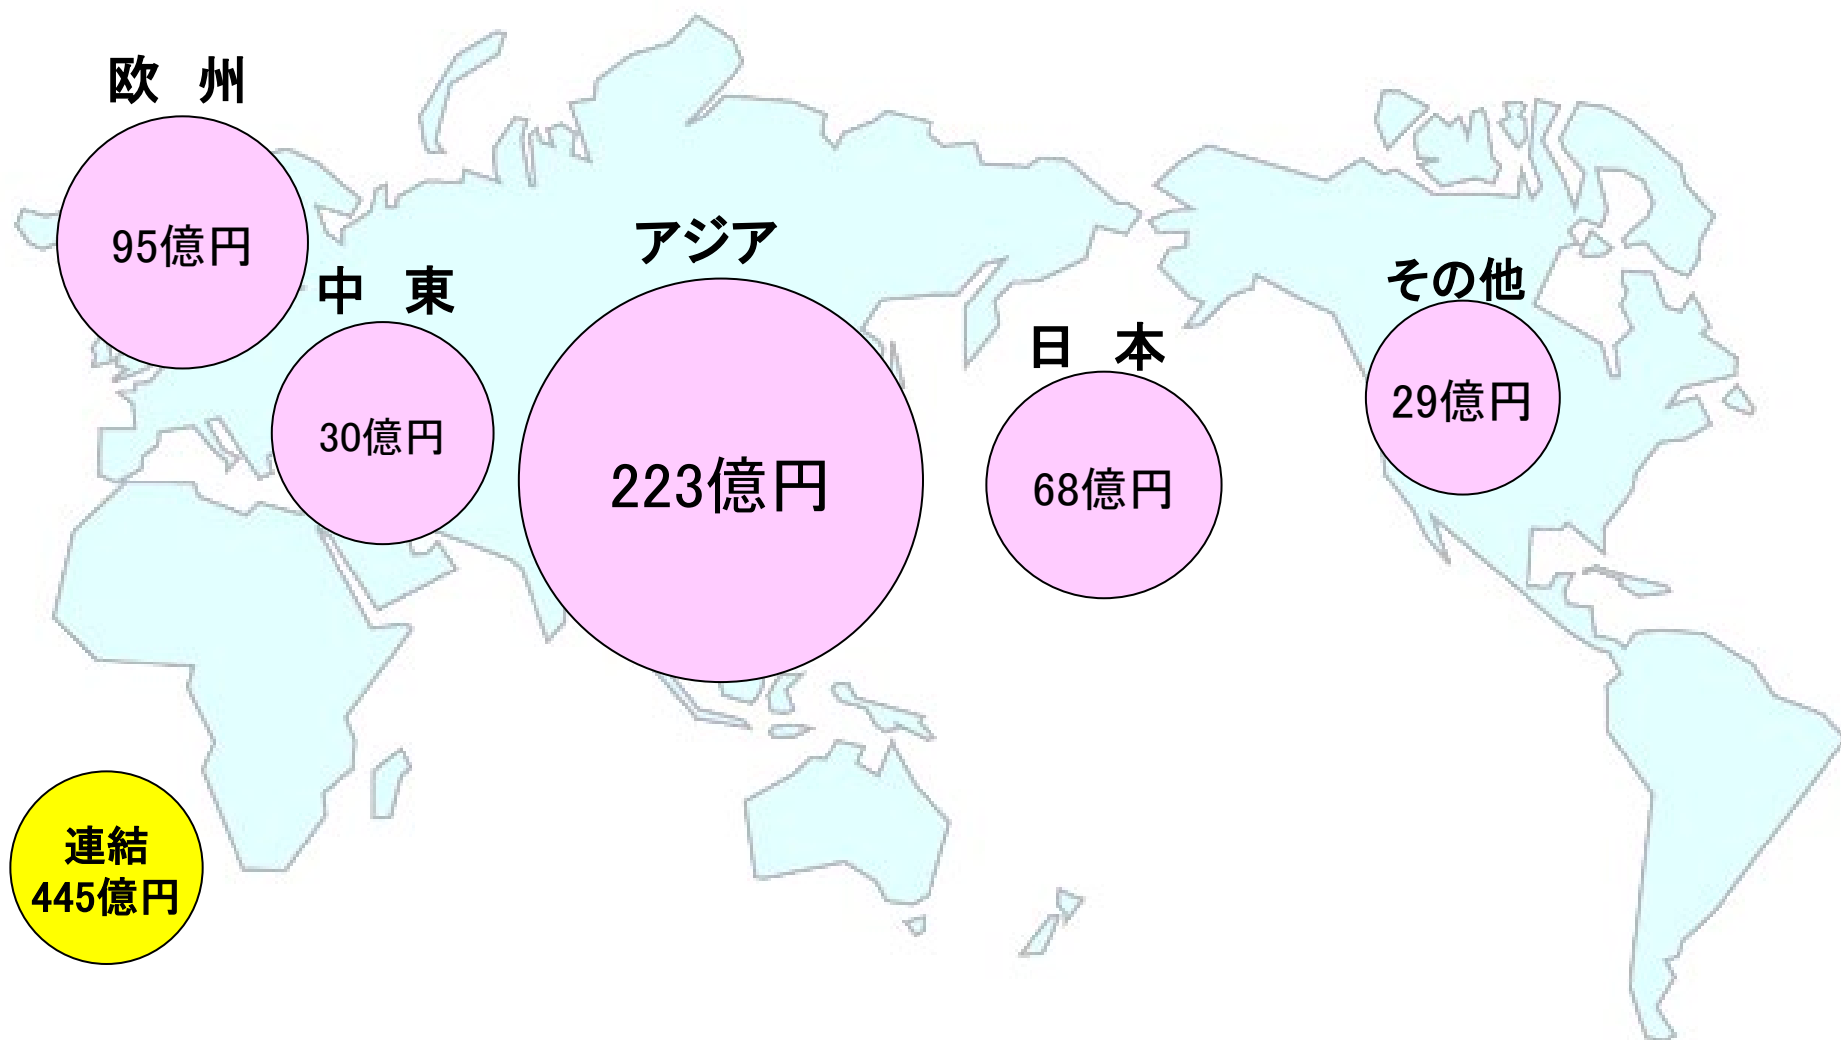 欧　州
95億円
中　東
30億円
アジア
223億円
日　本
68億円
その他
29億円
連結
445億円